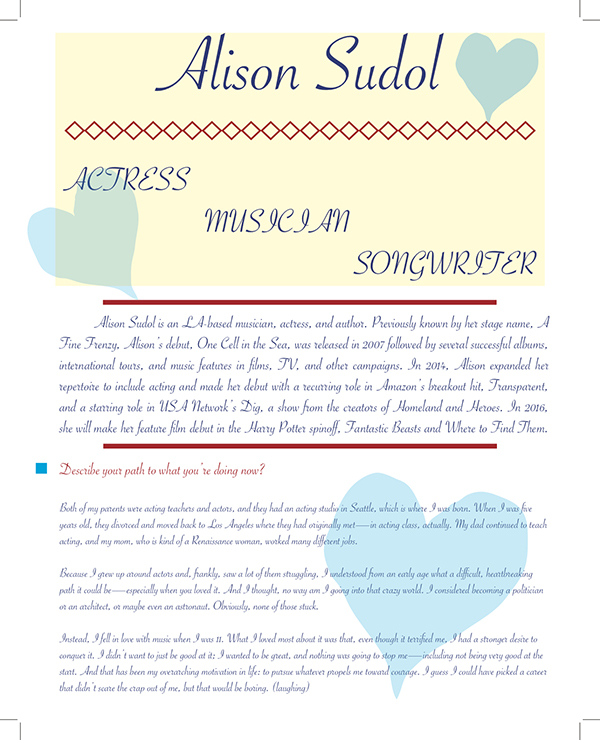 Alison Sudol
ACTRESS
MUSICIAN
SONGWRITER
Alison Sudol is an LA-based musician, actress, and author. Previously known by her stage name, A
Fine Frenzy, Alison's debut, One Cell in the Sea, was released in 2007 followed by several successful albums,
international tours, and music features in films, TV, and other campaigns. In 2014, Alison expanded her
repertoire to include acting and made her debut with a recurring role in Amazon's breakout hit, Transparent,
and a starring role in USA Network's Dig, a show from the creators of Homeland and Heroes. In 2016,
she will make her feature film debut in the Harry Potter spinoff, Fantastic Beasts and Where to Find Them.
Describe your path to what you're doing now?
Both of my parents were acting teachers and actors, and they had an acting studio in Seattle, which is where I was born. When I was five
years old, they divorced and moved back to Los Angeles where they had originally met—in acting class, actually. My dad continued to teach
acting, and my mom, who is kind of a Renaissance woman, worked many different jobs.
Because I grew up around actors and, frankly, saw a lot of them struggling, I understood from an early age what a difficult, heartbreaking
path it could be—especially when you loved it. And I thought, no way am I going into that crazy world. I considered becoming a politician
or an architect, or maybe even an astronaut. Obviously, none of those stuck.
Instead, I fell in love with music when I was 11. What I loved most about it was that, even though it terrified me, I had a stronger desire to
conquer it. I didn't want to just be good at it; I wanted to be great, and nothing was going to stop me—including not being very good at the
start. And that has been my overarching motivation in life: to pursue whatever propels me toward courage. I guess I could have picked a career
that didn't scare the crap out of me, but that would be boring. (laughing)